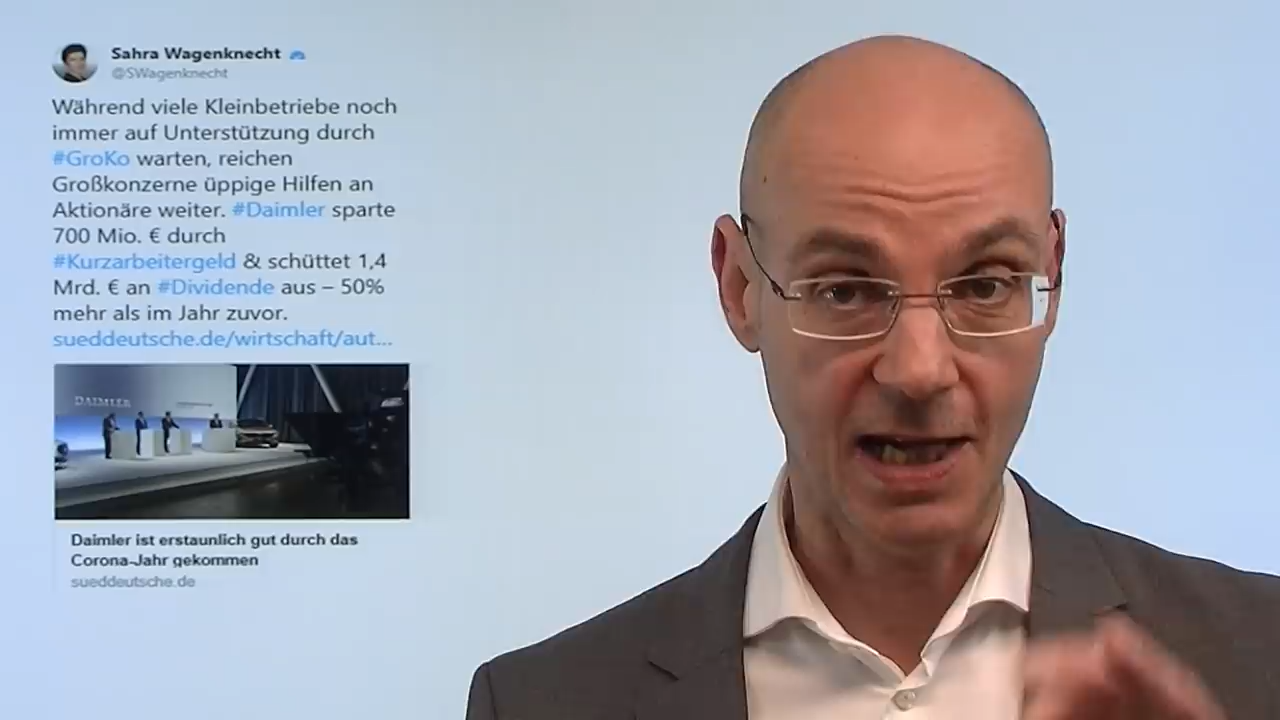 Sahra Wagenknecht
@SWagenknecht
Während viele Kleinbetriebe noch
immer auf Unterstützung durch
#GroKo warten, reichen
Großkonzerne üppige Hilfen an
Aktionäre weiter. #Daimler sparte
700 Mio. € durch
#Kurzarbeitergeld & schüttet 1,4
Mrd. € an #Dividende aus – 50%
mehr als im Jahr zuvor.
sueddeutsche.de/wirtschaft/aut...
DAIMLER
Daimler ist erstaunlich gut durch das
Corona-Jahr gekommen
sueddeutsche.de